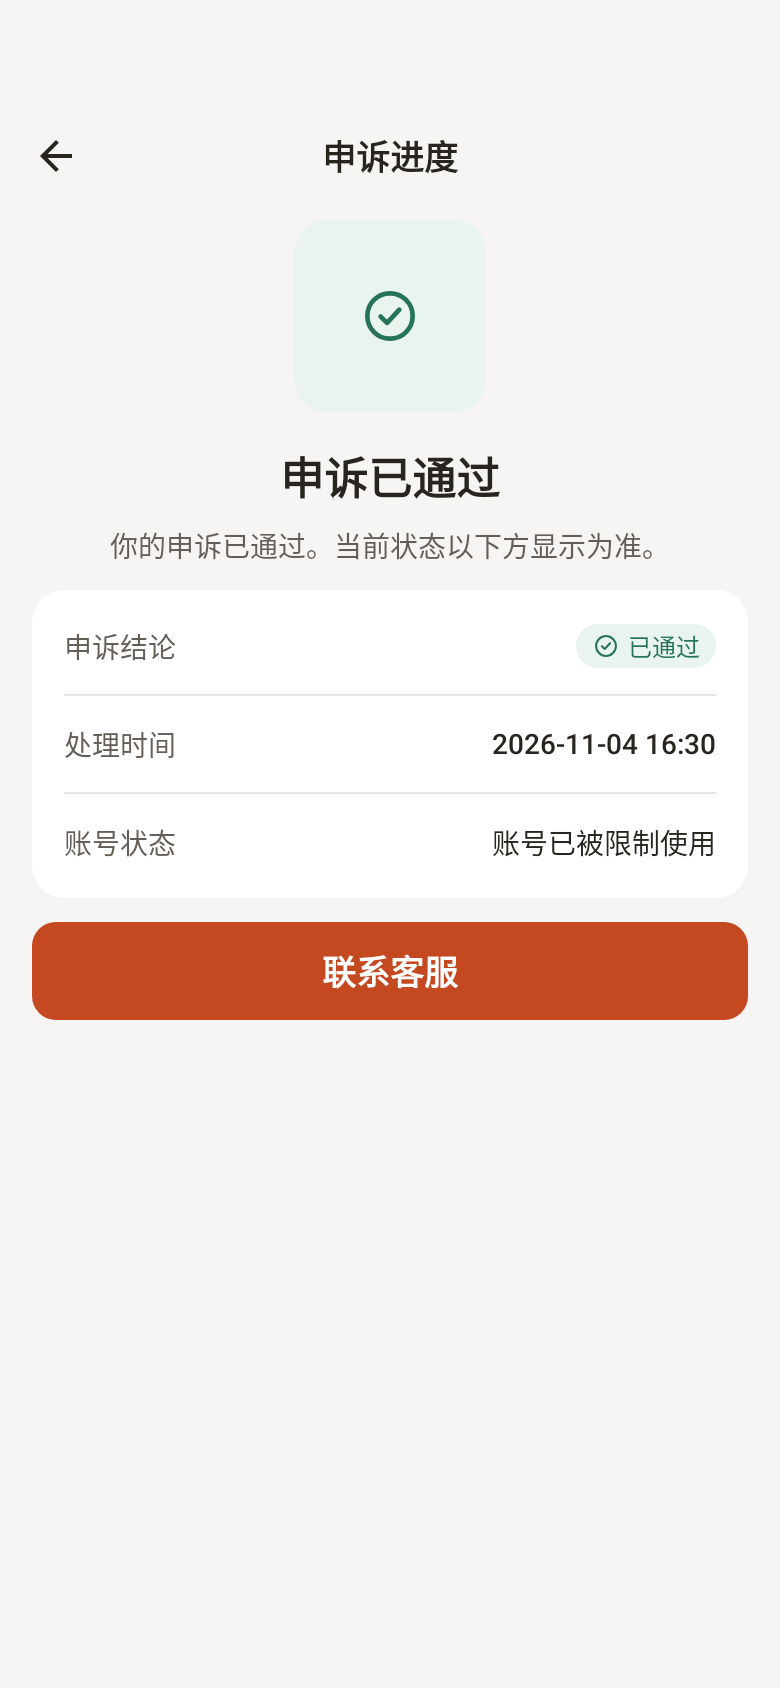 申诉进度
申诉已通过
你的申诉已通过。当前状态以下方显示为准。
申诉结论 已通过
处理时间 2026-11-04 16:30
账号状态 账号已被限制使用
联系客服